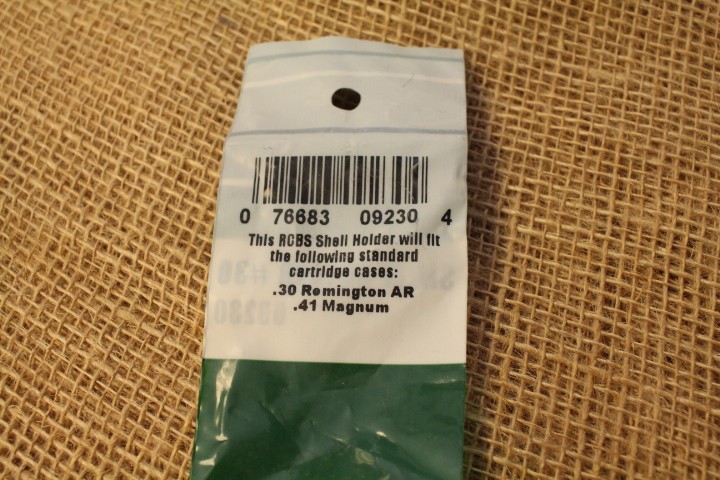 0 76683 09230 4
This RCBS Shell Holder will fit
the following standard
cartridge cases:
.30 Remington AR
.41 Magnum